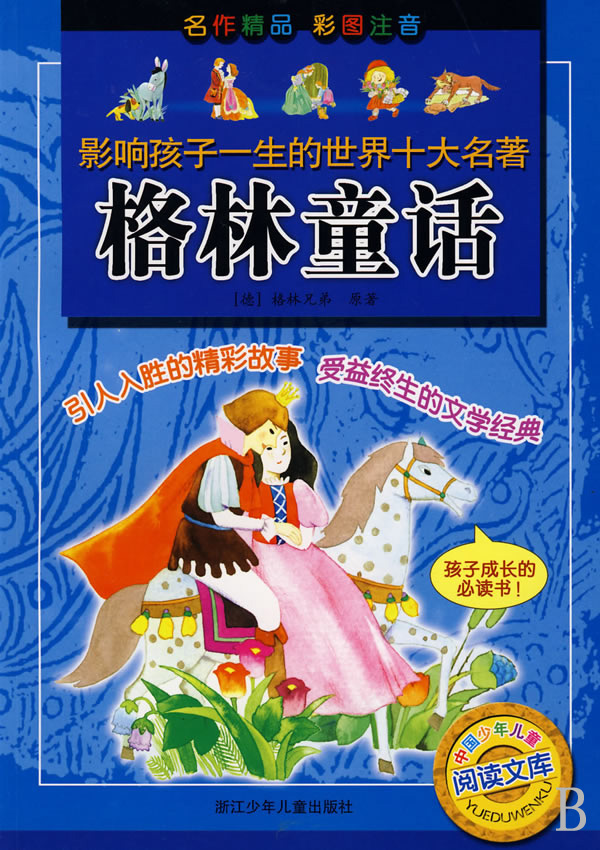 名作精品 彩图注音
影响孩子一生的世界十大名著
格林童话
[德] 格林兄弟 原著
引人入胜的精彩故事 受益终生的文学经典
孩子成长的
必读书！
中国少年儿童
阅读文库
YUEDUWENKU
浙江少年儿童出版社
B